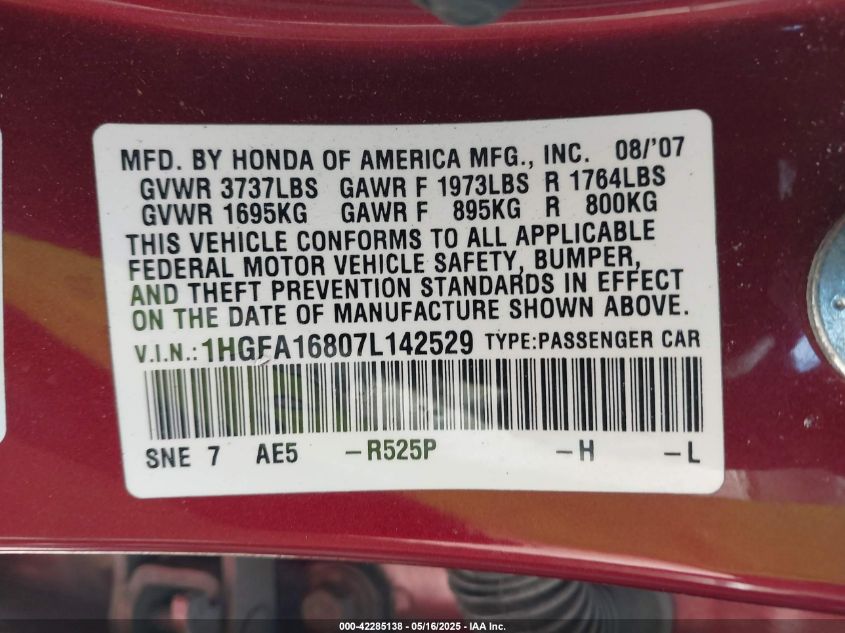 MFD. BY HONDA OF AMERICA MFG., INC. 08/'07
GVWR 3737LBS GAWR F 1973LBS R 1764LBS
GVWR 1695KG GAWR F 895KG R 800KG
THIS VEHICLE CONFORMS TO ALL APPLICABLE
FEDERAL MOTOR VEHICLE SAFETY, BUMPER,
AND THEFT PREVENTION STANDARDS IN EFFECT
ON THE DATE OF MANUFACTURE SHOWN ABOVE.
V.I.N.: 1HGFA16807L142529 TYPE:PASSENGER CAR
SNE 7 AE5 -R525P -H -L
000-42285138 - 05/16/2025 - IAA Inc.